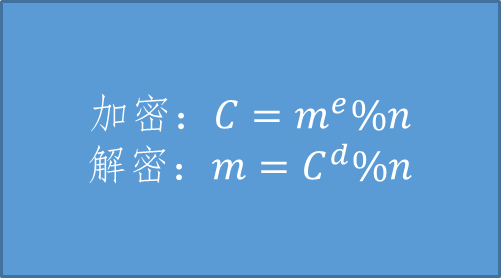 加密：C = m^e%n
解密：m = C^d%n